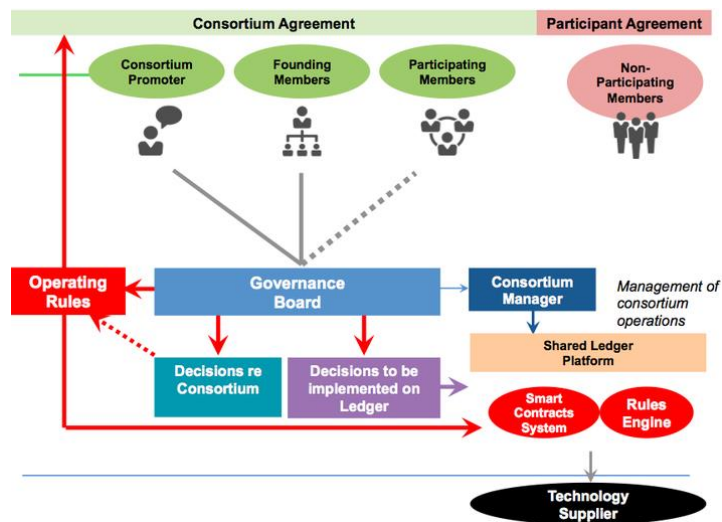 Consortium Agreement
Participant Agreement
Consortium
Promoter
Founding
Members
Participating
Members
Non-
Participating
Members
Operating
Rules
Governance
Board
Consortium
Manager
Management of
consortium
operations
Shared Ledger
Platform
Decisions re
Consortium
Decisions to be
implemented on
Ledger
Smart
Contracts
System
Rules
Engine
Technology
Supplier